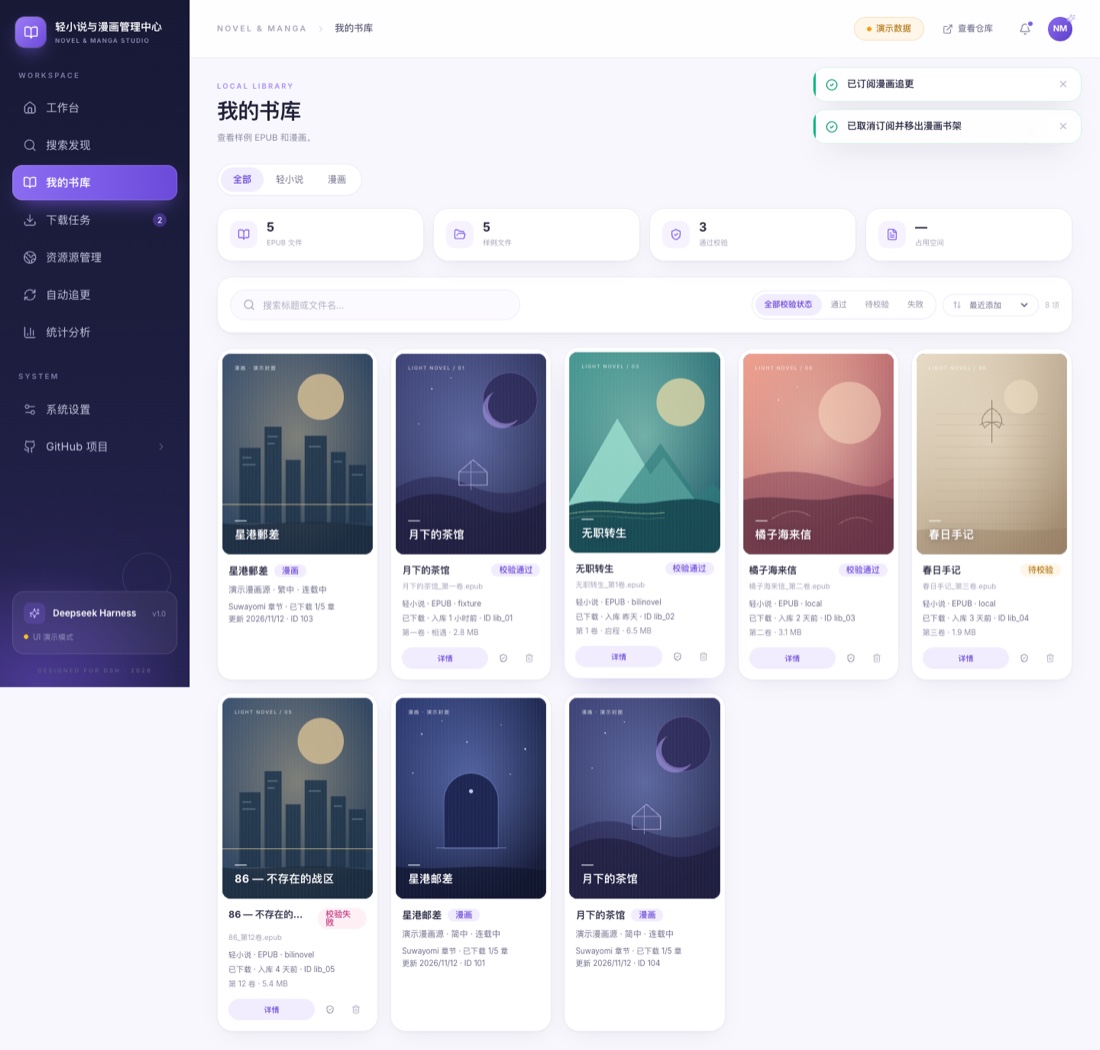 轻小说与漫画管理中心
NOVEL & MANGA STUDIO
WORKSPACE
工作台
搜索发现
我的书库
下载任务
2
资源源管理
自动追更
统计分析
SYSTEM
系统设置
GitHub 项目
Deepseek Harness
v1.0
UI 演示模式
DESIGNED FOR DSH · 2026
NOVEL & MANGA
我的书库
演示数据
查看仓库
NM
已订阅漫画追更
已取消订阅并移出漫画书架
LOCAL LIBRARY
我的书库
查看样例 EPUB 和漫画。
全部
轻小说
漫画
5
EPUB 文件
5
样例文件
3
通过校验
—
占用空间
搜索标题或文件名...
全部校验状态
通过
待校验
失败
最近添加
8 项
漫画 · 演示封面
星港郵差
星港郵差
漫画
演示漫画源 · 繁中 · 连载中
Suwayomi 章节 · 已下载 1/5 章
更新 2026/11/12 · ID 103
LIGHT NOVEL / 01
月下的茶馆
月下的茶馆
校验通过
月下的茶馆_第一卷.epub
轻小说 · EPUB · fixture
已下载 · 入库 1 小时前 · ID lib_01
第一卷 · 相遇 · 2.8 MB
详情
LIGHT NOVEL / 03
无职转生
无职转生
校验通过
无职转生_第1卷.epub
轻小说 · EPUB · bilinovel
已下载 · 入库 昨天 · ID lib_02
第 1 卷 · 启程 · 6.5 MB
详情
橘子海来信
橘子海来信
校验通过
橘子海来信_第二卷.epub
轻小说 · EPUB · local
已下载 · 入库 2 天前 · ID lib_03
第二卷 · 3.1 MB
详情
春日手记
春日手记
待校验
春日手记_第三卷.epub
轻小说 · EPUB · local
已下载 · 入库 3 天前 · ID lib_04
第三卷 · 1.9 MB
详情
LIGHT NOVEL / 05
86 — 不存在的战区
86 — 不存在的...
校验失
败
86_第12卷.epub
轻小说 · EPUB · bilinovel
已下载 · 入库 4 天前 · ID lib_05
第 12 卷 · 5.4 MB
详情
漫画 · 演示封面
星港邮差
星港邮差
漫画
演示漫画源 · 简中 · 连载中
Suwayomi 章节 · 已下载 1/5 章
更新 2026/11/12 · ID 101
漫画 · 演示封面
月下的茶馆
月下的茶馆
漫画
演示漫画源 · 简中 · 连载中
Suwayomi 章节 · 已下载 1/5 章
更新 2026/11/12 · ID 104